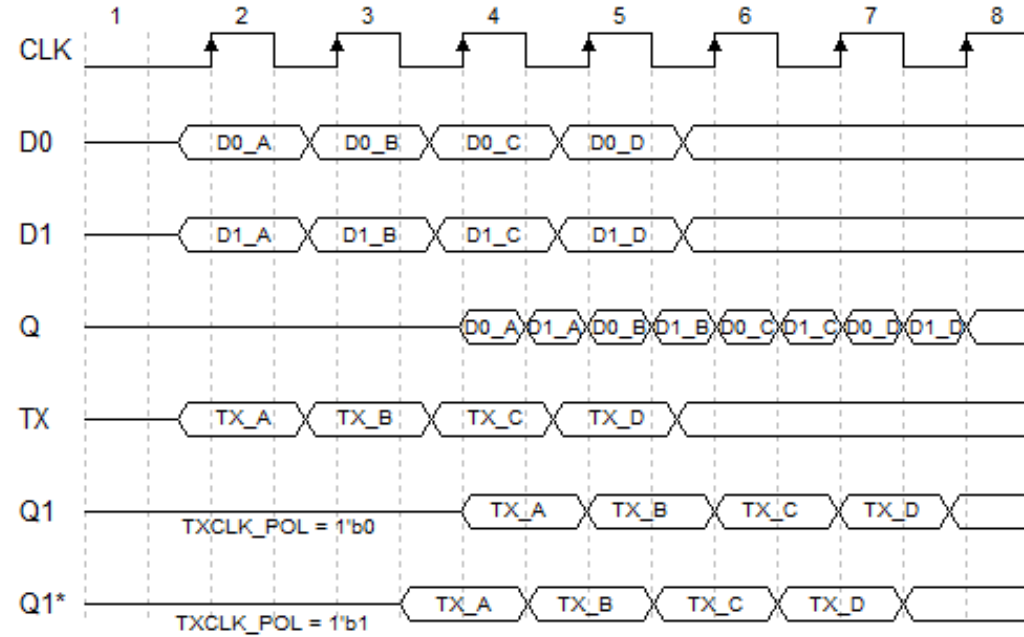 1 2 3 4 5 6 7 8
CLK
D0 D0_A D0_B D0_C D0_D
D1 D1_A D1_B D1_C D1_D
Q D0_A D1_A D0_B D1_B D0_C D1_C D0_D D1_D
TX TX_A TX_B TX_C TX_D
Q1 TX_A TX_B TX_C TX_D
TXCLK_POL = 1'b0
Q1* TX_A TX_B TX_C TX_D
TXCLK_POL = 1'b1